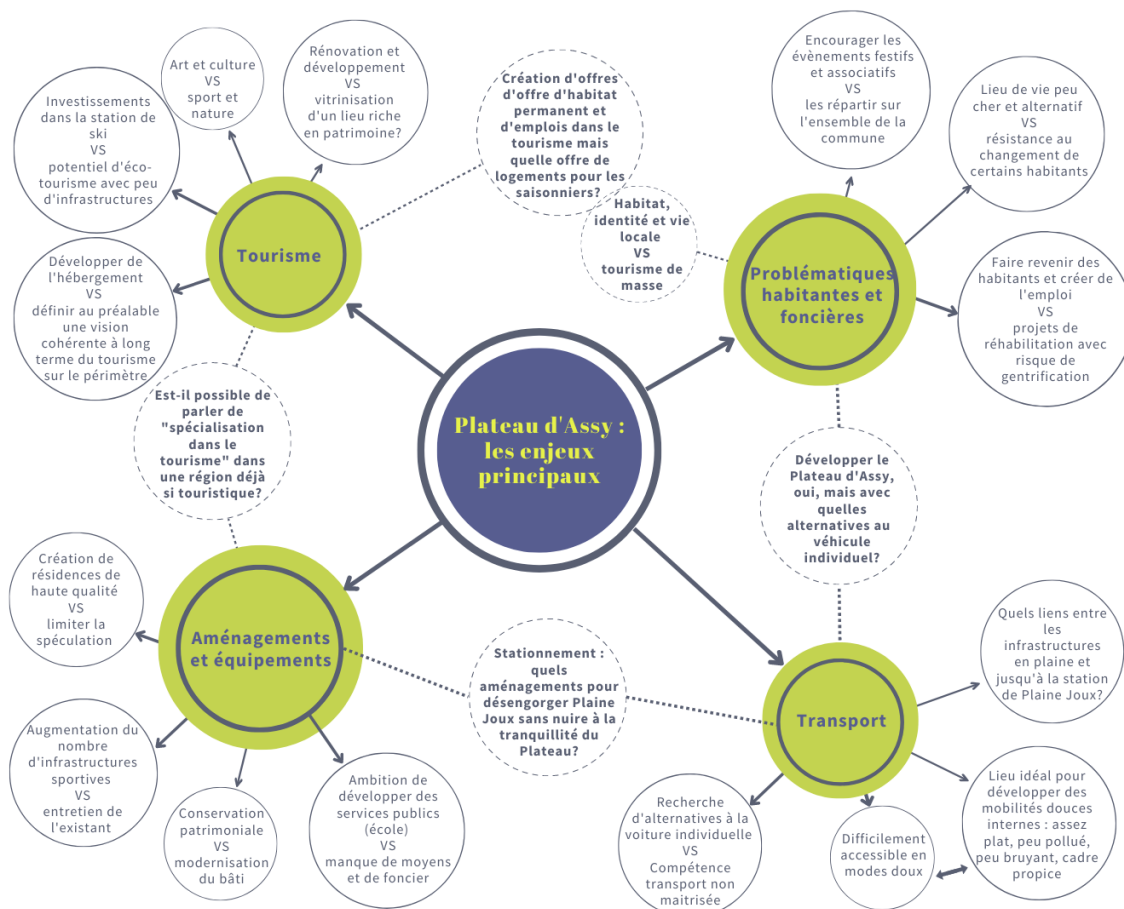 Plateau d'Assy :
les enjeux
principaux
Tourisme
Développer de
l'hébergement
VS
définir au préalable
une vision
cohérente à long
terme du tourisme
sur le périmètre
Investissements
dans la station de
ski
VS
potentiel d'éco-
tourisme avec peu
d'infrastructures
Art et culture
VS
sport et
nature
Rénovation et
développement
VS
vitrinisation
d'un lieu riche
en patrimoine?
Création d'offres
d'offre d'habitat
permanent et
d'emplois dans le
tourisme mais
quelle offre de
logements pour les
saisonniers?
Habitat,
identité et vie
locale
VS
tourisme de
masse
Problématiques
habitantes et
foncières
Encourager les
évènements festifs
et associatifs
VS
les répartir sur
l'ensemble de la
commune
Lieu de vie peu
cher et alternatif
VS
résistance au
changement de
certains habitants
Faire revenir des
habitants et créer de
l'emploi
VS
projets de
réhabilitation avec
risque de
gentrification
Est-il possible de
parler de
"spécialisation
dans le
tourisme" dans
une région déjà
si touristique?
Développer le
Plateau d'Assy,
oui, mais avec
quelles
alternatives au
véhicule
individuel?
Aménagements
et équipements
Création de
résidences de
haute qualité
VS
limiter la
spéculation
Augmentation du
nombre
d'infrastructures
sportives
VS
entretien de
l'existant
Conservation
patrimoniale
VS
modernisation
du bâti
Ambition de
développer des
services publics
(école)
VS
manque de moyens
et de foncier
Stationnement :
quels
aménagements pour
désengorger Plaine
Joux sans nuire à la
tranquillité du
Plateau?
Transport
Quels liens entre
les
infrastructures
en plaine et
jusqu'à la station
de Plaine Joux?
Lieu idéal pour
développer des
mobilités douces
internes : assez
plat, peu pollué,
peu bruyant, cadre
propice
Difficilement
accessible en
modes doux
Recherche
d'alternatives à la
voiture individuelle
VS
Compétence
transport non
maitrisée